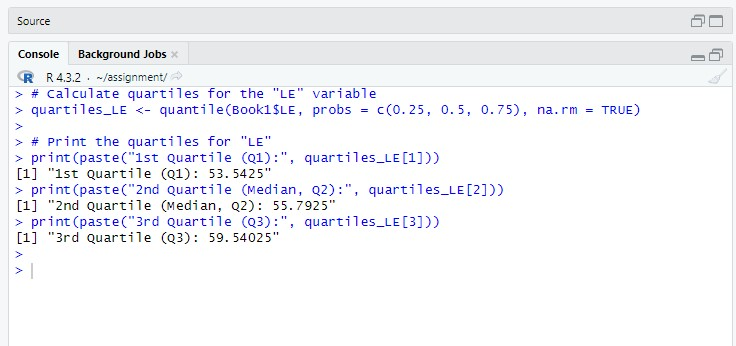 Source
Console Background Jobs ×
R R 4.3.2 · ~/assignment/
> # Calculate quartiles for the "LE" variable
> quartiles_LE <- quantile(Book1$LE, probs = c(0.25, 0.5, 0.75), na.rm = TRUE)
>
> # Print the quartiles for "LE"
> print(paste("1st Quartile (Q1):", quartiles_LE[1]))
[1] "1st Quartile (Q1): 53.5425"
> print(paste("2nd Quartile (Median, Q2):", quartiles_LE[2]))
[1] "2nd Quartile (Median, Q2): 55.7925"
> print(paste("3rd Quartile (Q3):", quartiles_LE[3]))
[1] "3rd Quartile (Q3): 59.54025"
>
>